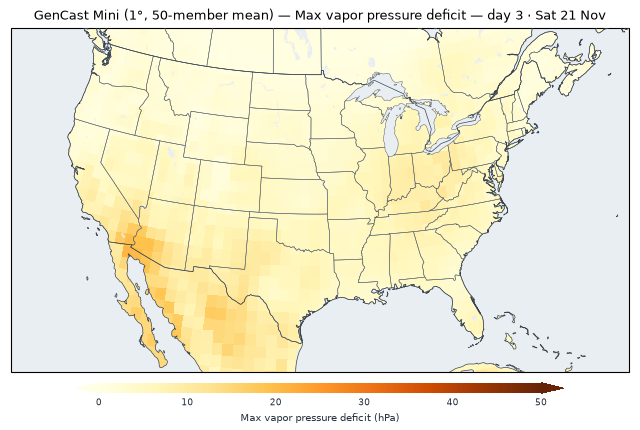 GenCast Mini (1°, 50-member mean) — Max vapor pressure deficit — day 3 · Sat 21 Nov
0 10 20 30 40 50
Max vapor pressure deficit (hPa)